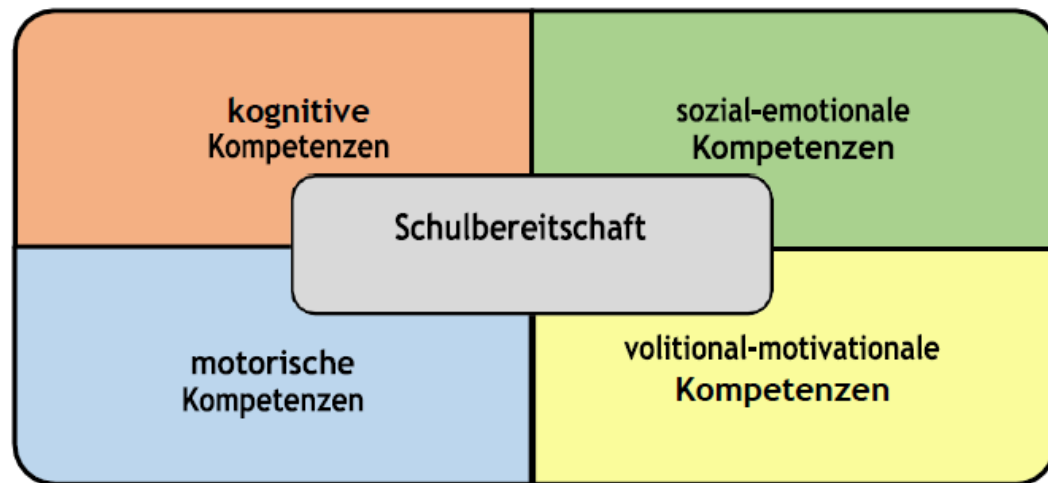 kognitive
Kompetenzen
sozial-emotionale
Kompetenzen
Schulbereitschaft
motorische
Kompetenzen
volitional-motivationale
Kompetenzen